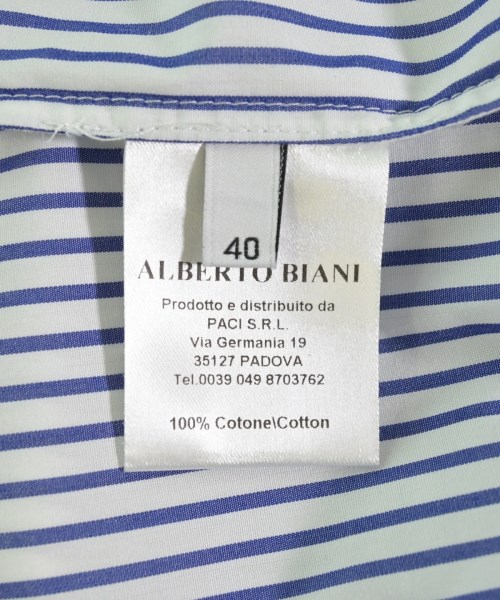 40
ALBERTO BIANI
Prodotto e distribuito da
PACI S.R.L.
Via Germania 19
35127 PADOVA
Tel.0039 049 8703762
100% Cotone\Cotton